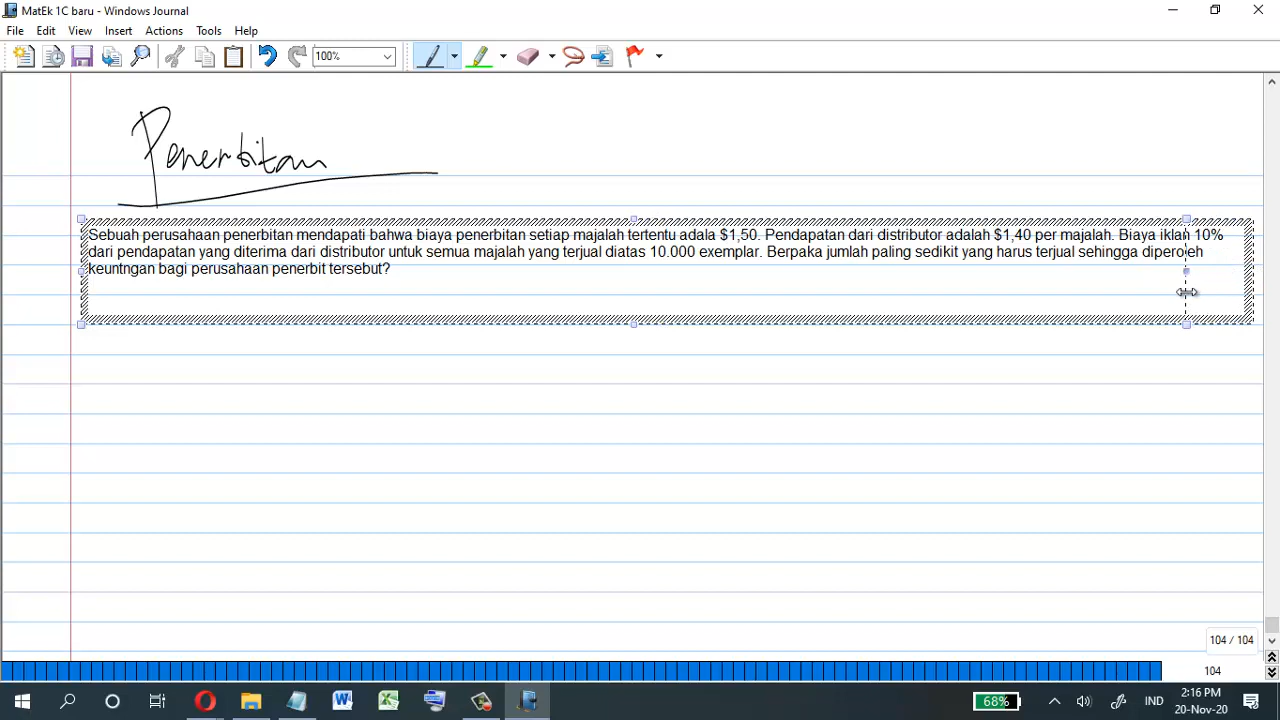 MatEk 1C baru - Windows Journal
File Edit View Insert Actions Tools Help
100%
Penerbitan
Sebuah perusahaan penerbitan mendapati bahwa biaya penerbitan setiap majalah tertentu adala $1,50. Pendapatan dari distributor adalah $1,40 per majalah. Biaya iklan 10%
dari pendapatan yang diterima dari distributor untuk semua majalah yang terjual diatas 10.000 exemplar. Berpaka jumlah paling sedikit yang harus terjual sehingga diperoleh
keuntngan bagi perusahaan penerbit tersebut?
104 / 104
104
68%
IND
2:16 PM
20-Nov-20